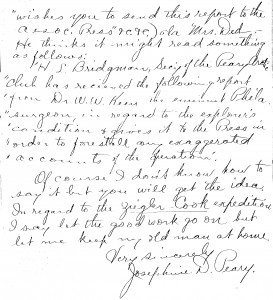 "wishes you to send this report to the
"Assoc. Press &c &c.) o/o Mrs.
He thinks it might read something
as follows:
"H. L. Bridgman, Sec'y of the Peary Arctic
"Club has received the following report
"from Dr W. W. Keen the eminent Phila.
"surgeon, in regard to the explorer's
"condition & gives it to the Press in
"order to forestall any exaggerated
"accounts of the operation".
Of course I don't know how to
say it but you will get the idea.
In regard to the Ziegler Cook expedition
I say let the good work go on but
let me keep my old man at home.
Very sincerely
Josephine D. Peary.